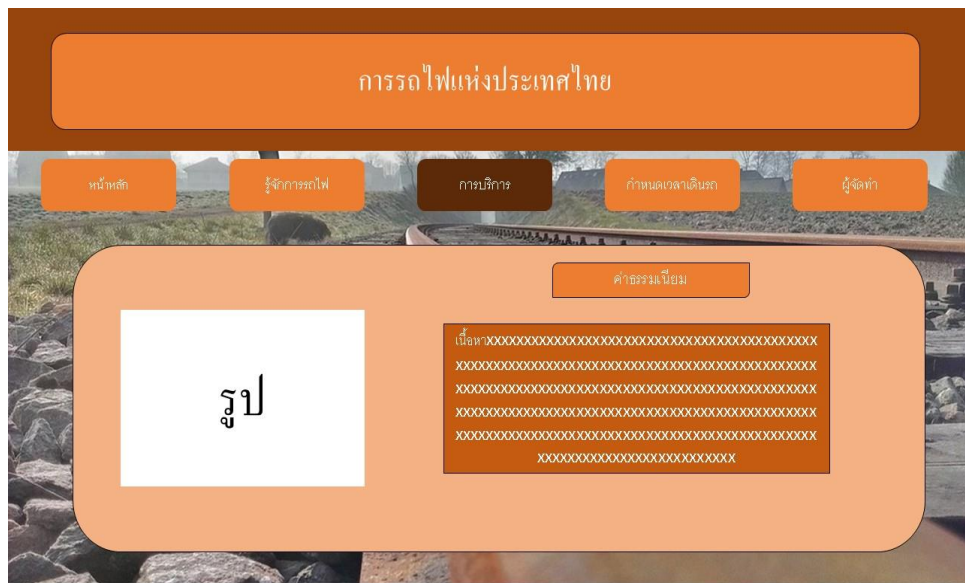 การรถไฟแห่งประเทศไทย
หน้าหลัก
รู้จักการรถไฟ
การบริการ
กำหนดเวลาเดินรถ
ผู้จัดทำ
ค่าธรรมเนียม
รูป
เนื้อหาXXXXXXXXXXXXXXXXXXXXXXXXXXXXXXXXXXXXXXXXXXX
XXXXXXXXXXXXXXXXXXXXXXXXXXXXXXXXXXXXXXXXXXXXXXX
XXXXXXXXXXXXXXXXXXXXXXXXXXXXXXXXXXXXXXXXXXXXXXX
XXXXXXXXXXXXXXXXXXXXXXXXXXXXXXXXXXXXXXXXXXXXXXX
XXXXXXXXXXXXXXXXXXXXXXXXXXXXXXXXXXXXXXXXXXXXXXX
XXXXXXXXXXXXXXXXXXXXXXXXXX